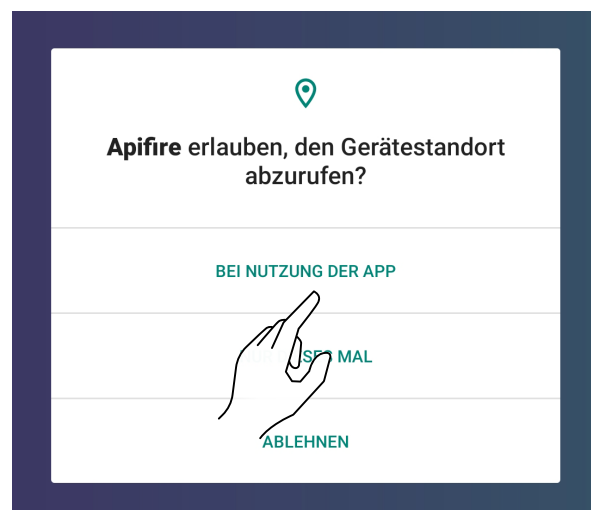 Apifire erlauben, den Gerätestandort
abzurufen?
BEI NUTZUNG DER APP
MAL
ABLEHNEN